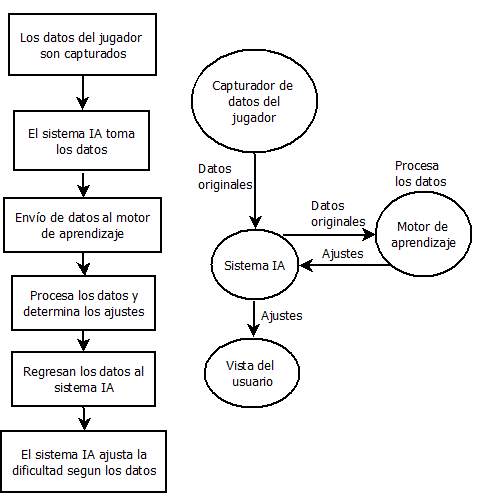 Los datos del jugador
son capturados
El sistema IA toma
los datos
Envío de datos al motor
de aprendizaje
Procesa los datos y
determina los ajustes
Regresan los datos al
sistema IA
El sistema IA ajusta la
dificultad segun los datos
Capturador de
datos del
jugador
Datos
originales
Sistema IA
Datos
originales
Procesa
los datos
Motor de
aprendizaje
Ajustes
Ajustes
Vista del
usuario